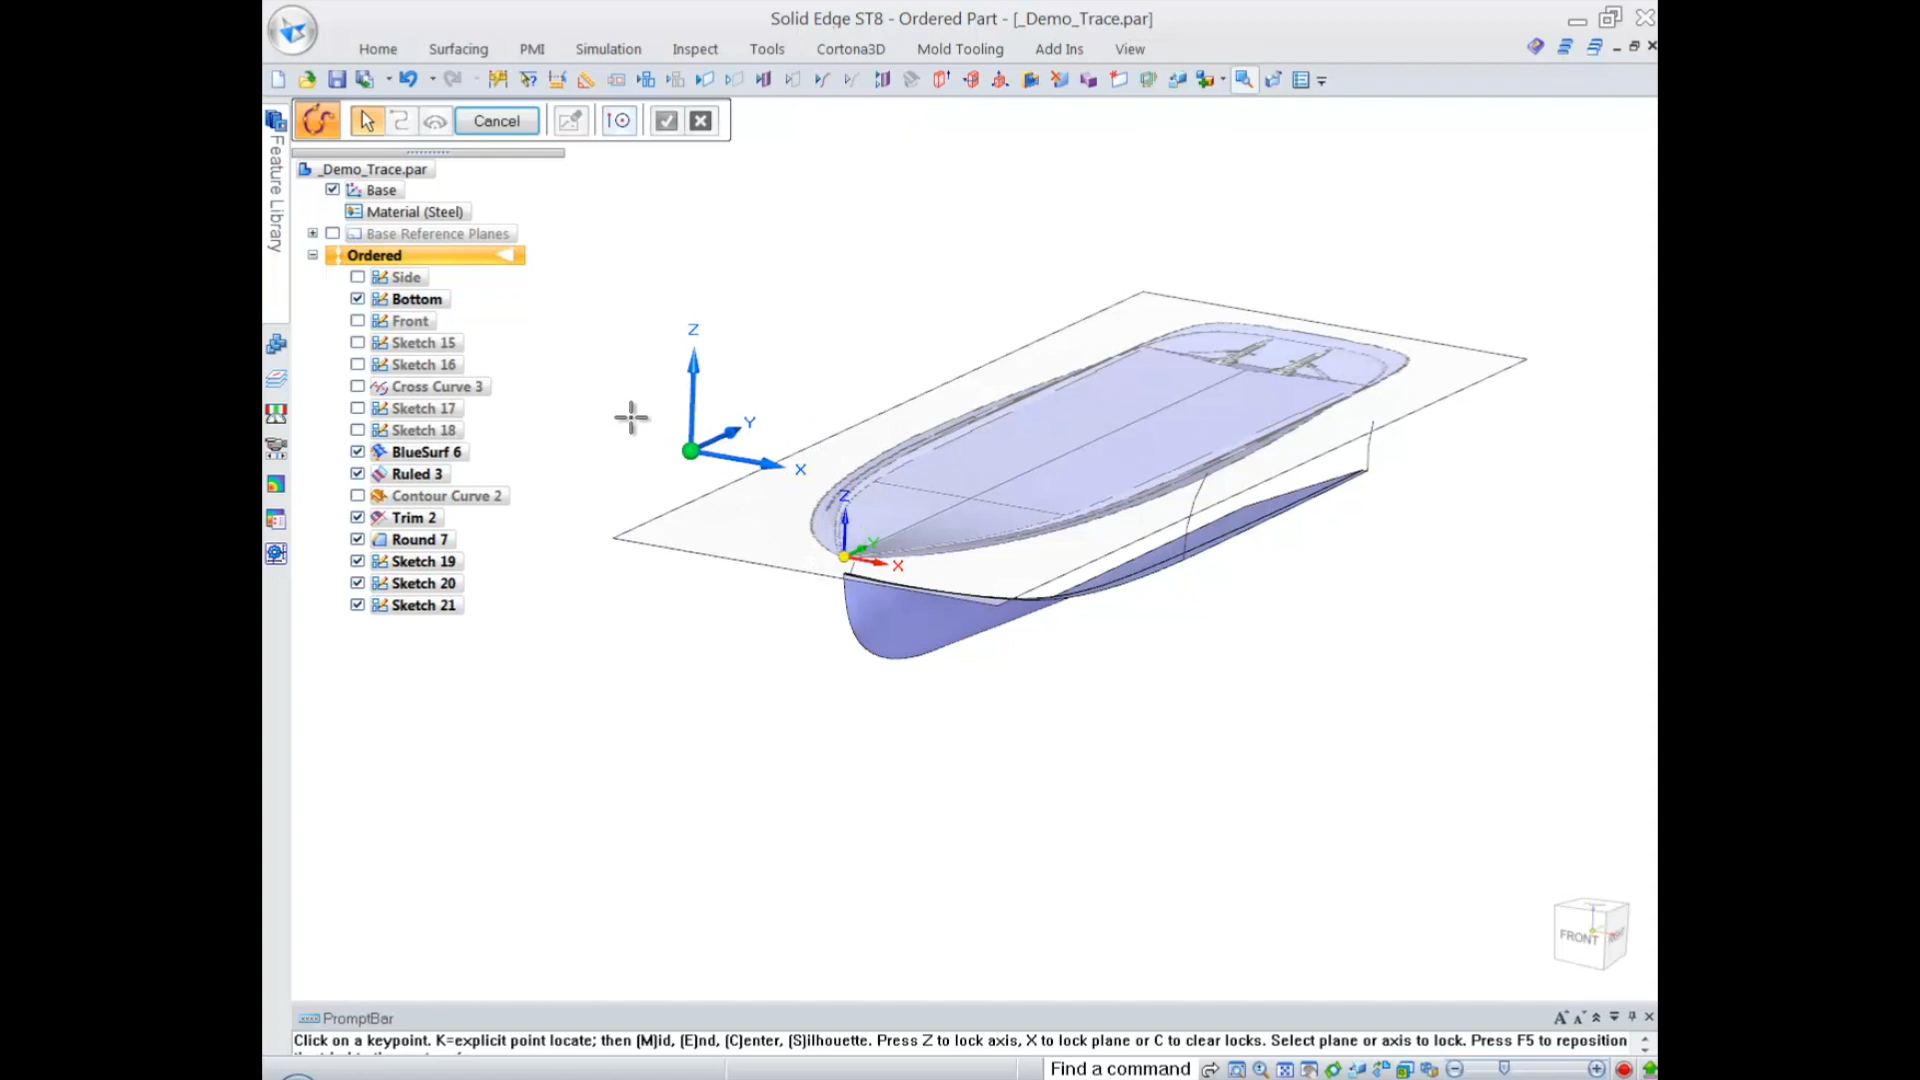 Solid Edge ST8 - Ordered Part - [_Demo_Trace.par]
Home Surfacing PMI Simulation Inspect Tools Cortona3D Mold Tooling Add Ins View
Cancel
Feature Library
_Demo_Trace.par
Base
Material (Steel)
Base Reference Planes
Ordered
Side
Bottom
Front
Sketch 15
Sketch 16
Cross Curve 3
Sketch 17
Sketch 18
BlueSurf 6
Ruled 3
Contour Curve 2
Trim 2
Round 7
Sketch 19
Sketch 20
Sketch 21
Z
Y
X
Z
Y
X
FRONT RIGHT
PromptBar
Click on a keypoint. K=explicit point locate; then (M)id, (E)nd, (C)enter, (S)ilhouette. Press Z to lock axis, X to lock plane or C to clear locks. Select plane or axis to lock. Press F5 to reposition
Find a command